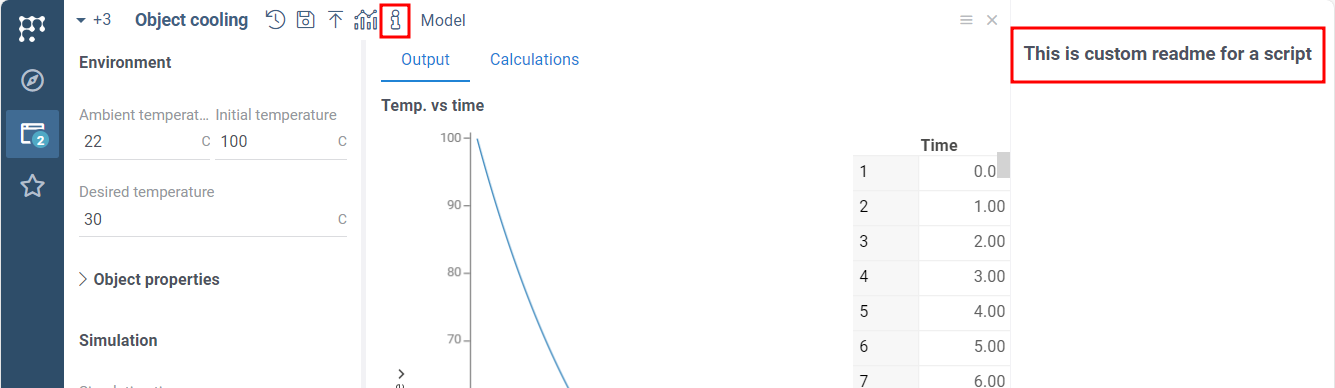 +3 Object cooling Model
This is custom readme for a script
Environment
Output Calculations
Ambient temperat... Initial temperature
22 C 100 C
Temp. vs time
Desired temperature
30 C
Object properties
Simulation
2
100
90
80
70
Time
1 0.0
2 1.00
3 2.00
4 3.00
5 4.00
6 5.00
7 6.00